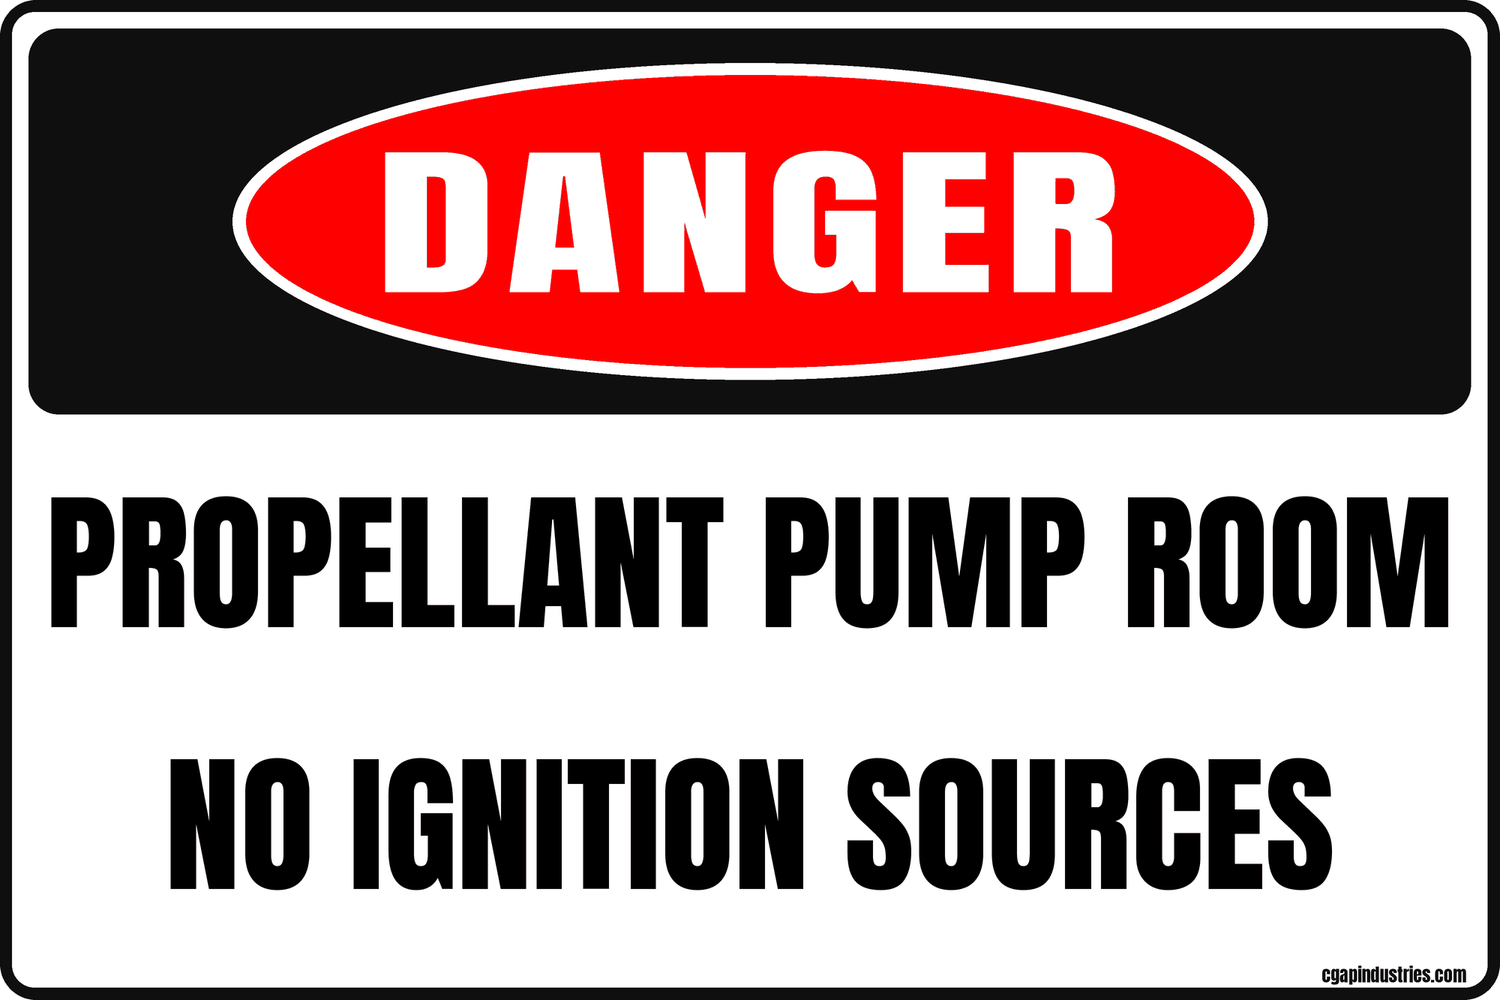 DANGER
PROPELLANT PUMP ROOM
NO IGNITION SOURCES
cgapindustries.com